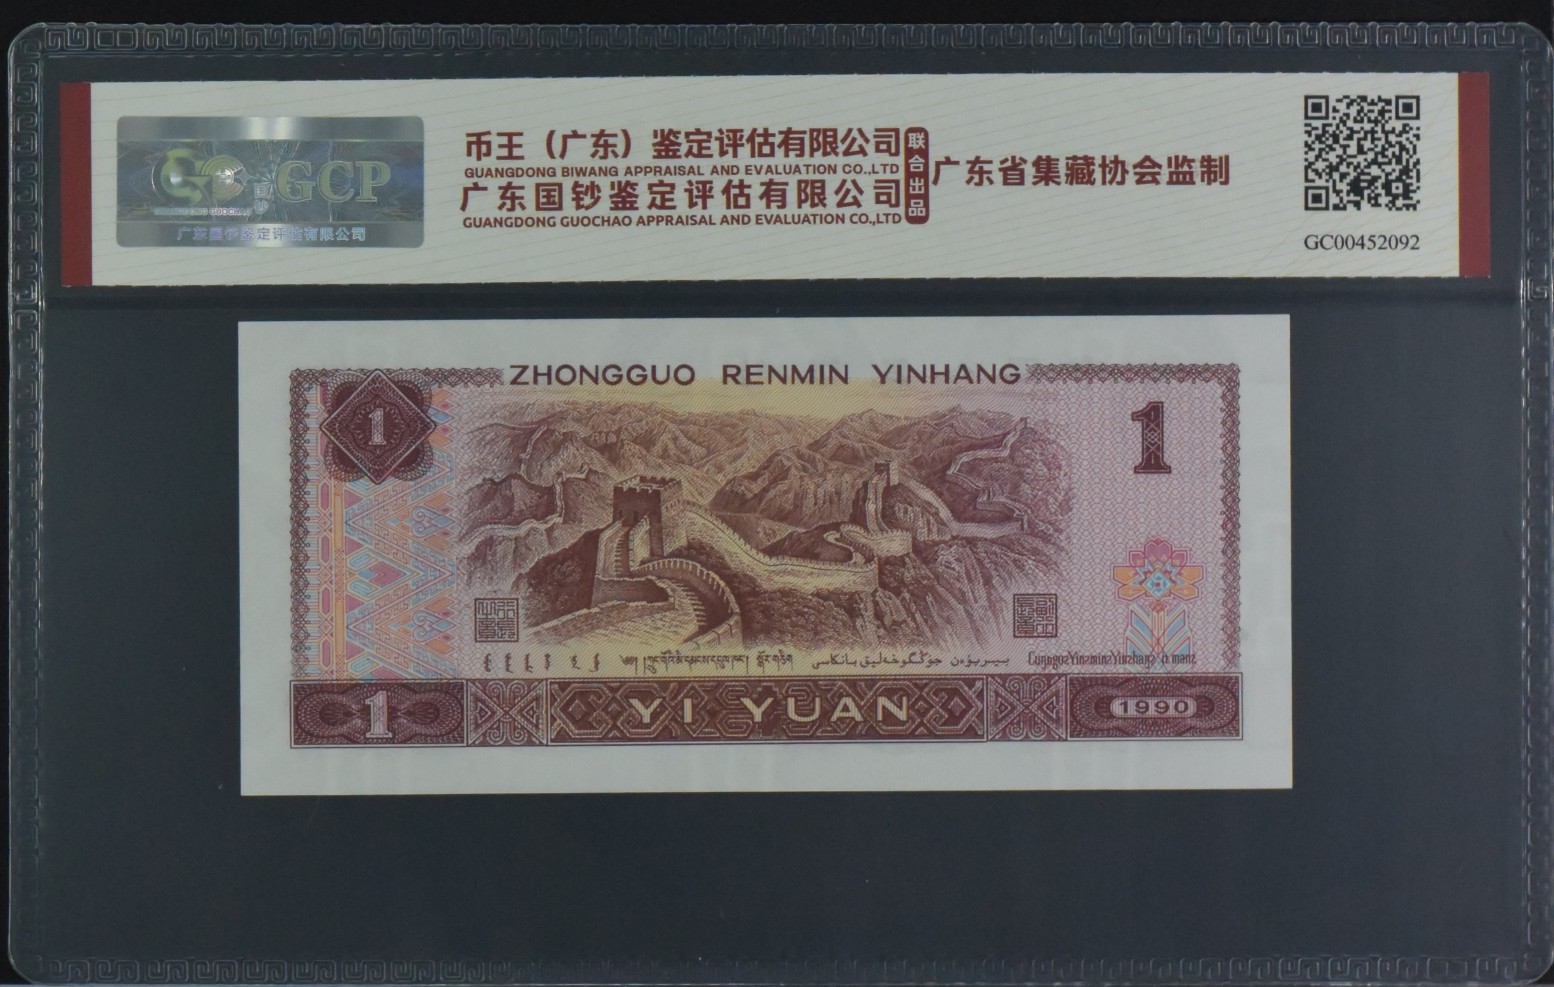 GCP
广东国钞鉴定评估有限公司
币王（广东）鉴定评估有限公司
GUANGDONG BIWANG APPRAISAL AND EVALUATION CO.,LTD
广东国钞鉴定评估有限公司
GUANGDONG GUOCHAO APPRAISAL AND EVALUATION CO.,LTD
联合出品
广东省集藏协会监制
GC00452092
ZHONGGUO RENMIN YINHANG
1
1
1
YI YUAN
1990